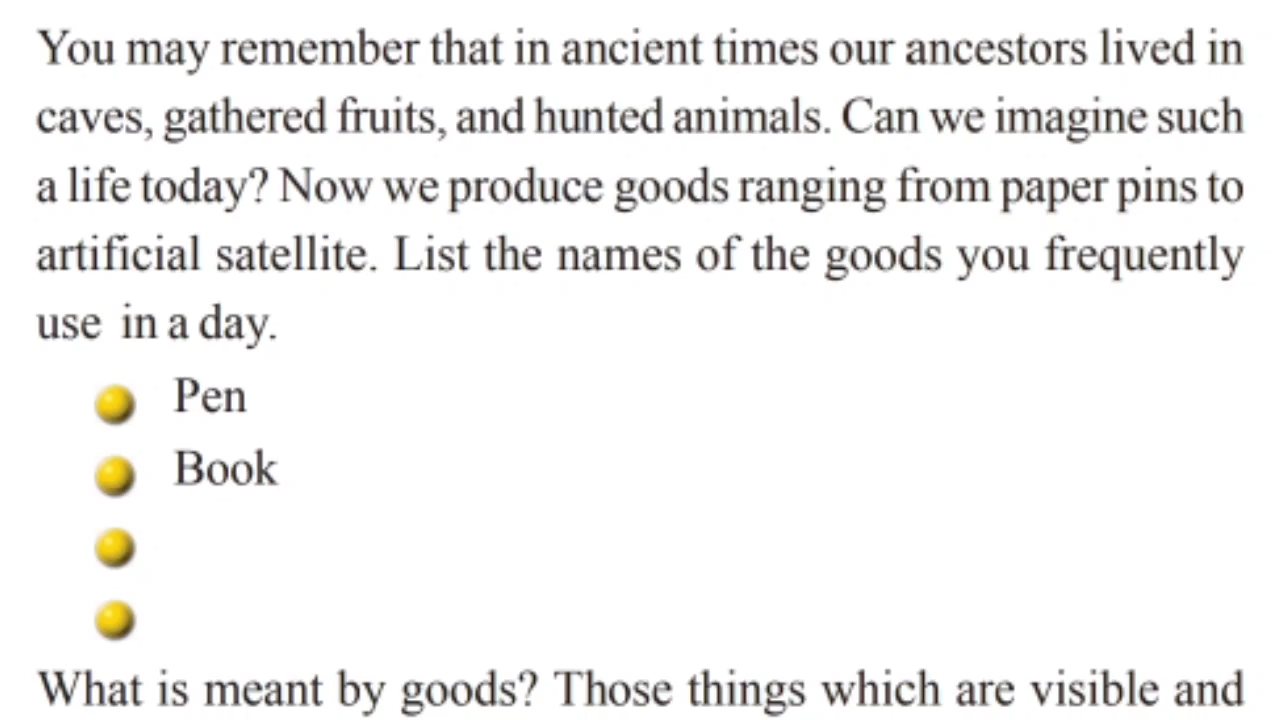 You may remember that in ancient times our ancestors lived in
caves, gathered fruits, and hunted animals. Can we imagine such
a life today? Now we produce goods ranging from paper pins to
artificial satellite. List the names of the goods you frequently
use in a day.
Pen
Book
What is meant by goods? Those things which are visible and